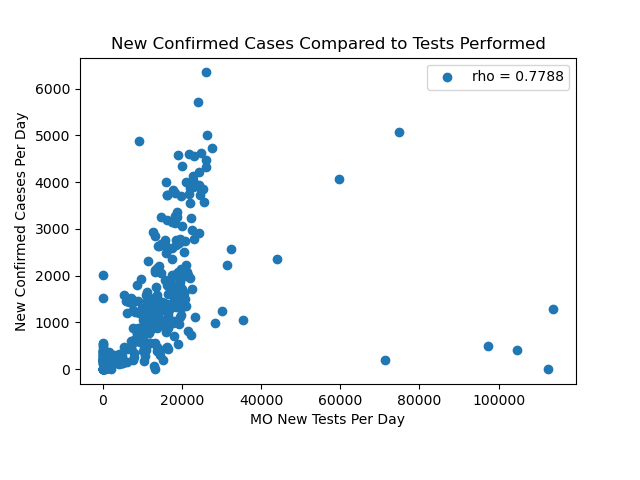 New Confirmed Cases Compared to Tests Performed
rho = 0.7788
6000
5000
4000
3000
2000
1000
0
New Confirmed Caeses Per Day
0 20000 40000 60000 80000 100000
MO New Tests Per Day